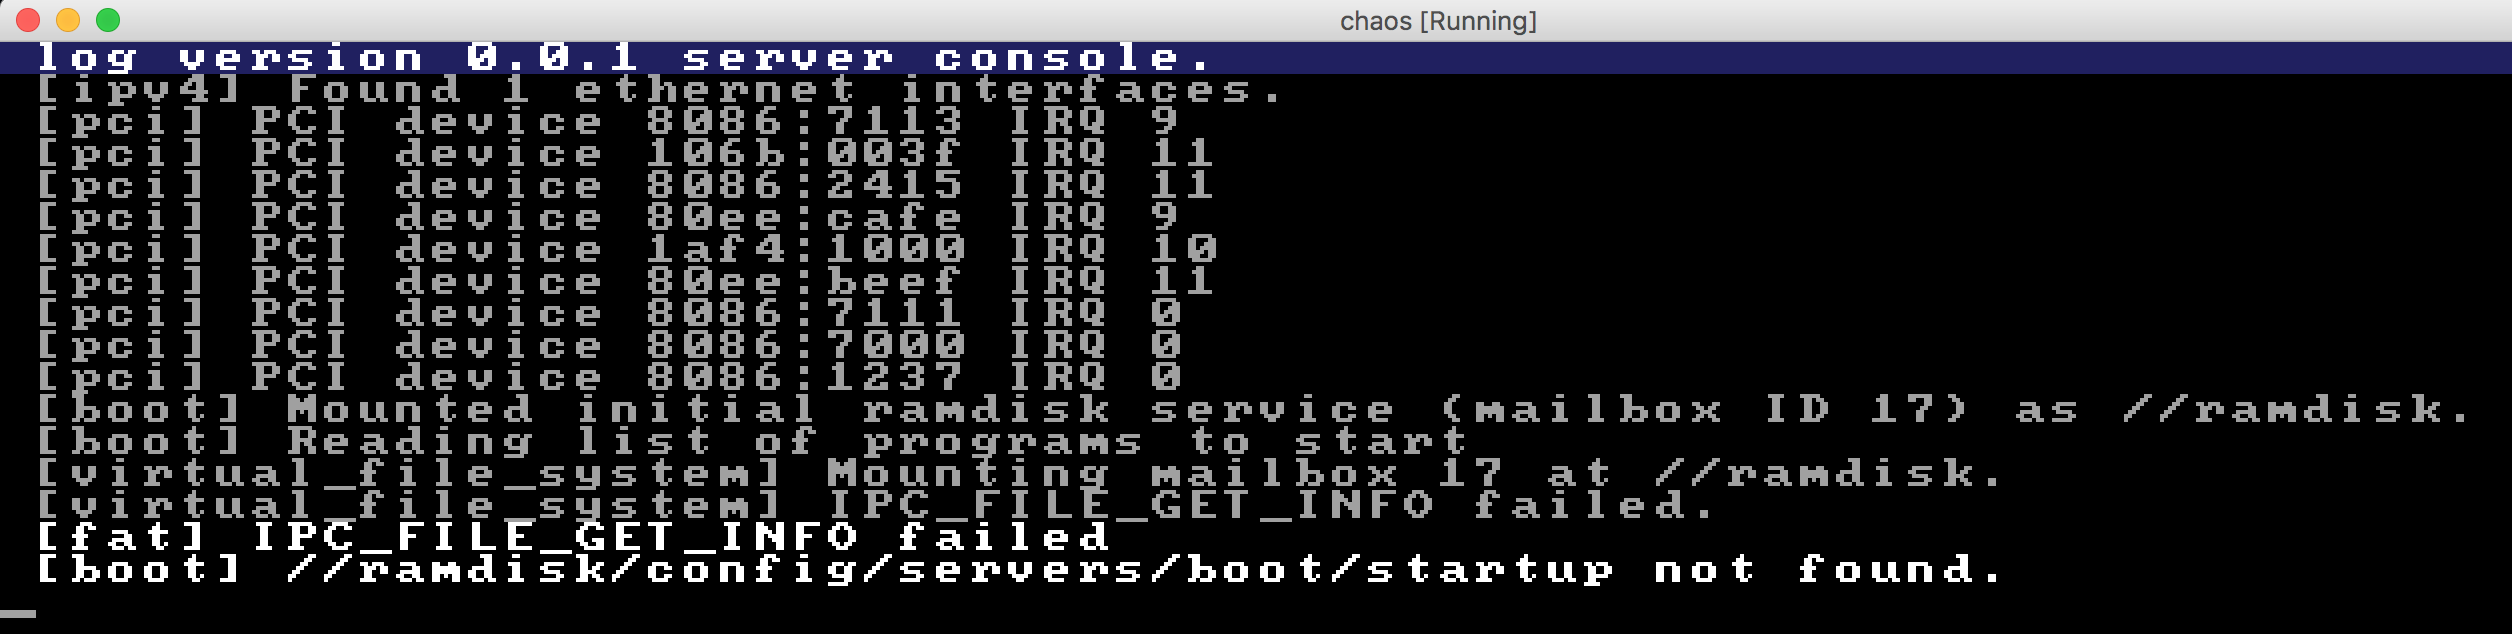 chaos [Running]
log version 0.0.1 server console.
[ipv4] Found 1 ethernet interfaces.
[pci] PCI device 8086:7113 IRQ 9
[pci] PCI device 106b:003f IRQ 11
[pci] PCI device 8086:2415 IRQ 11
[pci] PCI device 80ee:cafe IRQ 9
[pci] PCI device 1af4:1000 IRQ 10
[pci] PCI device 80ee:beef IRQ 11
[pci] PCI device 8086:7111 IRQ 0
[pci] PCI device 8086:7000 IRQ 0
[pci] PCI device 8086:1237 IRQ 0
[boot] Mounted initial ramdisk service (mailbox ID 17) as //ramdisk.
[boot] Reading list of programs to start
[virtual_file_system] Mounting mailbox 17 at //ramdisk.
[virtual_file_system] IPC_FILE_GET_INFO failed.
[fat] IPC_FILE_GET_INFO failed
[boot] //ramdisk/config/servers/boot/startup not found.